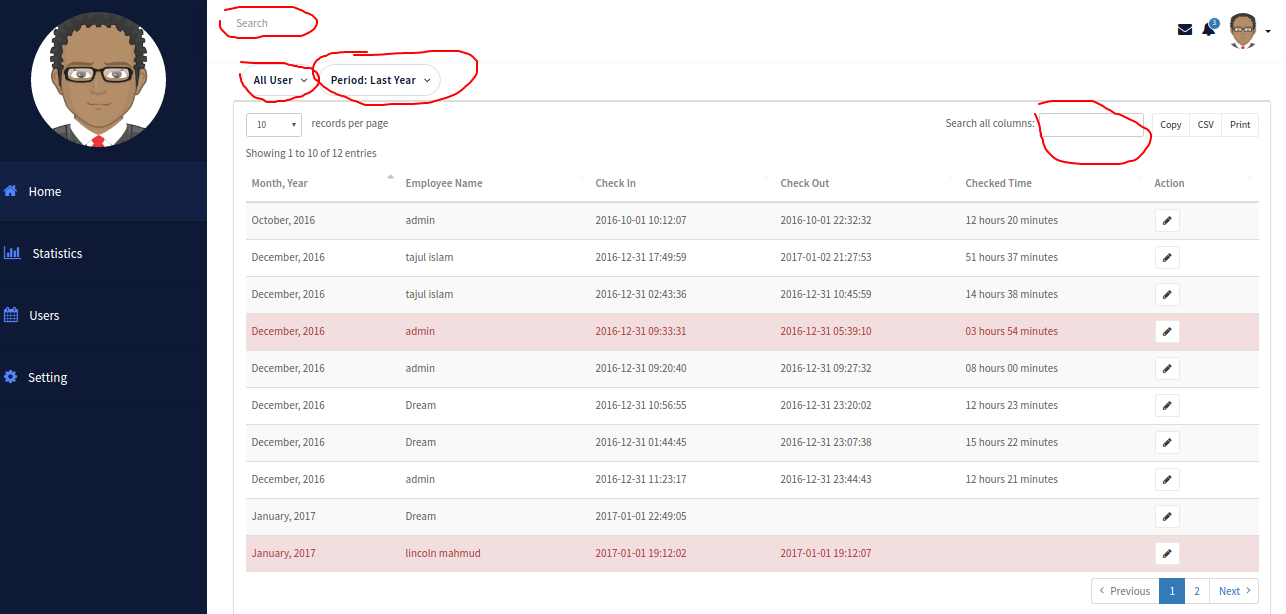 Search
3
All User
Period: Last Year
Home
Statistics
Users
Setting
10 records per page
Search all columns:
Copy CSV Print
Showing 1 to 10 of 12 entries
Month, Year Employee Name Check In Check Out Checked Time Action
October, 2016 admin 2016-10-01 10:12:07 2016-10-01 22:32:32 12 hours 20 minutes
December, 2016 tajul islam 2016-12-31 17:49:59 2017-01-02 21:27:53 51 hours 37 minutes
December, 2016 tajul islam 2016-12-31 02:43:36 2016-12-31 10:45:59 14 hours 38 minutes
December, 2016 admin 2016-12-31 09:33:31 2016-12-31 05:39:10 03 hours 54 minutes
December, 2016 admin 2016-12-31 09:20:40 2016-12-31 09:27:32 08 hours 00 minutes
December, 2016 Dream 2016-12-31 10:56:55 2016-12-31 23:20:02 12 hours 23 minutes
December, 2016 Dream 2016-12-31 01:44:45 2016-12-31 23:07:38 15 hours 22 minutes
December, 2016 admin 2016-12-31 11:23:17 2016-12-31 23:44:43 12 hours 21 minutes
January, 2017 Dream 2017-01-01 22:49:05
January, 2017 lincoln mahmud 2017-01-01 19:12:02 2017-01-01 19:12:07
Previous 1 2 Next